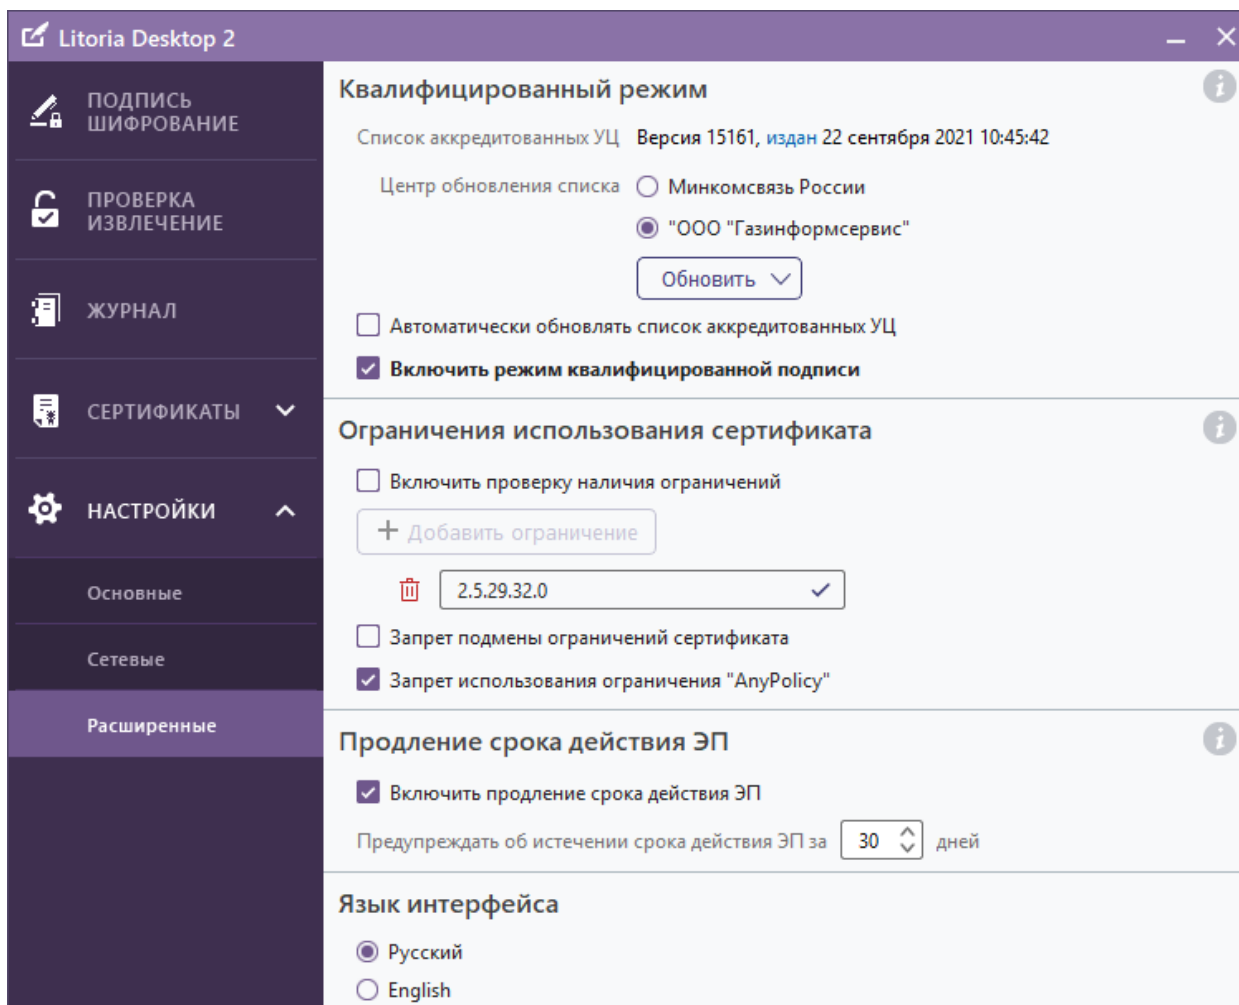 Litoria Desktop 2
ПОДПИСЬ
ШИФРОВАНИЕ
ПРОВЕРКА
ИЗВЛЕЧЕНИЕ
ЖУРНАЛ
СЕРТИФИКАТЫ
НАСТРОЙКИ
Основные
Сетевые
Расширенные
Квалифицированный режим
Список аккредитованных УЦ Версия 15161, издан 22 сентября 2021 10:45:42
Центр обновления списка Минкомсвязь России
"ООО "Газинформсервис"
Обновить
Автоматически обновлять список аккредитованных УЦ
Включить режим квалифицированной подписи
Ограничения использования сертификата
Включить проверку наличия ограничений
+ Добавить ограничение
2.5.29.32.0
Запрет подмены ограничений сертификата
Запрет использования ограничения "AnyPolicy"
Продление срока действия ЭП
Включить продление срока действия ЭП
Предупреждать об истечении срока действия ЭП за 30 дней
Язык интерфейса
Русский
English